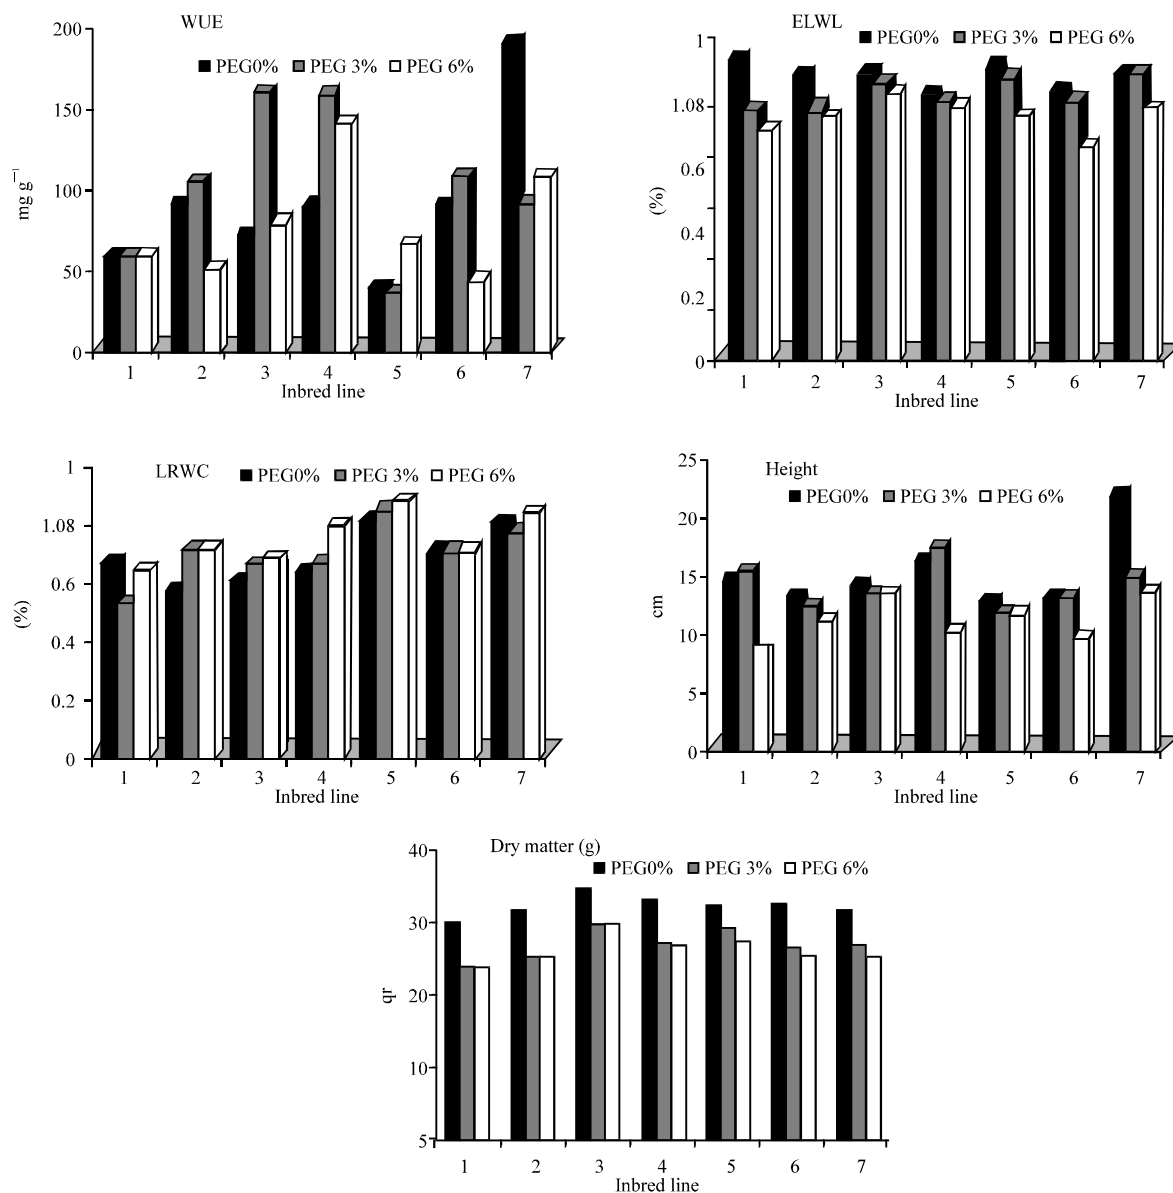 WUE
PEG0% PEG 3% PEG 6%
200
150
100
50
0
mg g⁻¹
1 2 3 4 5 6 7
Inbred line
ELWL
PEG0% PEG 3% PEG 6%
1
1.08
0.6
0.4
0.2
0
(%)
1 2 3 4 5 6 7
Inbred line
LRWC
PEG0% PEG 3% PEG 6%
1
1.08
0.6
0.4
0.2
0
(%)
1 2 3 4 5 6 7
Inbred line
Height
PEG0% PEG 3% PEG 6%
25
20
15
10
5
0
cm
1 2 3 4 5 6 7
Inbred line
Dry matter (g)
PEG0% PEG 3% PEG 6%
40
30
20
10
5
qr
1 2 3 4 5 6 7
Inbred line